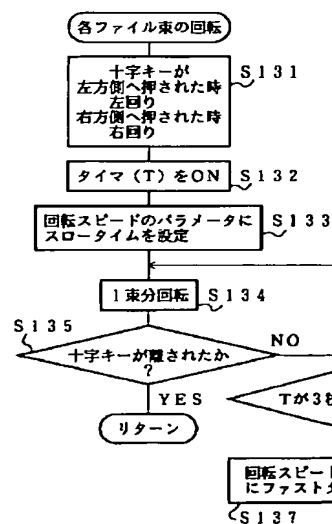 各ファイル束の回転
十字キーが
左方側へ押された時
左回り
右方側へ押された時
右回り
S131
タイマ（T）をON
S132
回転スピードのパラメータに
スロータイムを設定
S133
1束分回転
S134
S135
十字キーが離されたか
?
NO
YES
Tが3
リターン
回転スピード
にファスト
S137